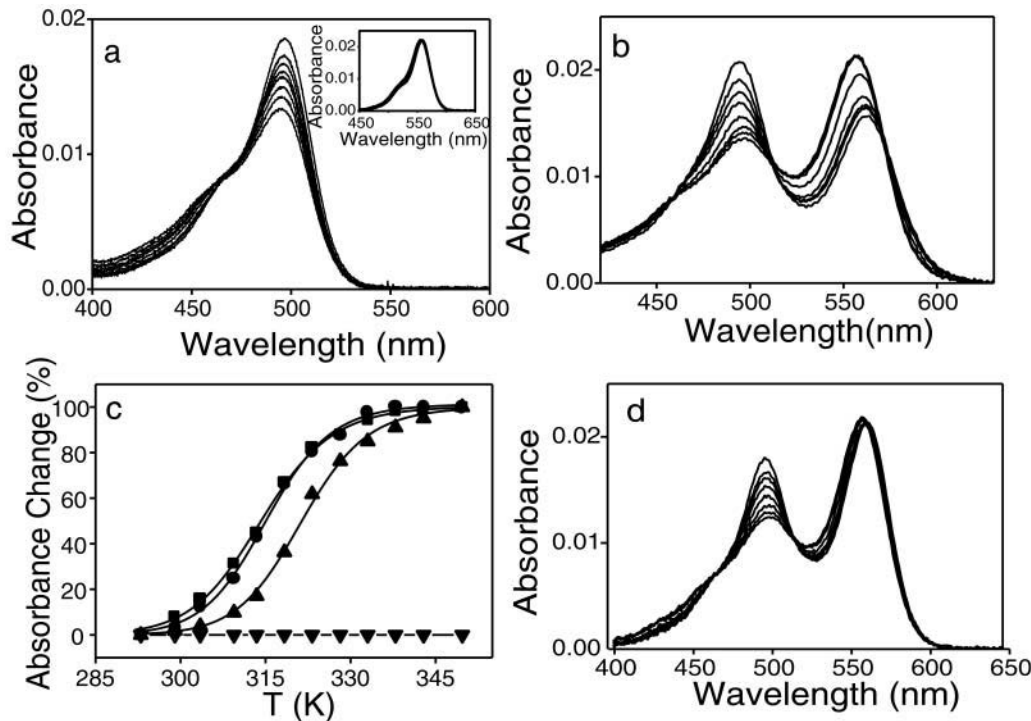 a
0.02
0.01
0.00
Absorbance
400 450 500 550 600
Wavelength (nm)
0.02
0.01
0.00
Absorbance
450 550 650
Wavelength (nm)
b
0.02
0.01
0.00
Absorbance
450 500 550 600
Wavelength(nm)
c
100
80
60
40
20
0
Absorbance Change (%)
285 300 315 330 345
T (K)
d
0.02
0.01
0.00
Absorbance
400 450 500 550 600 650
Wavelength (nm)